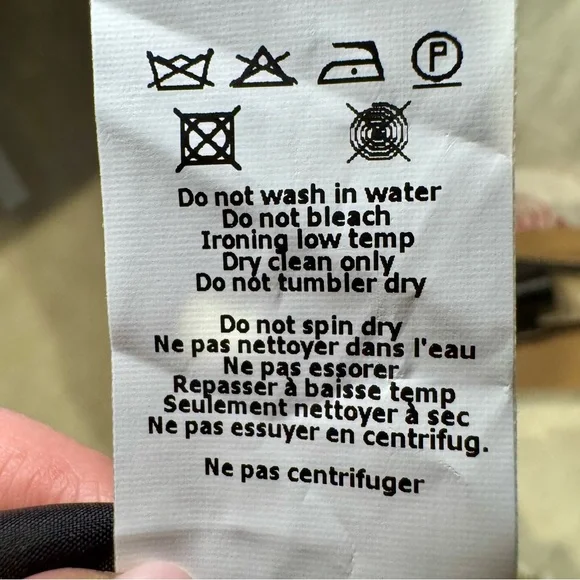 P
Do not wash in water
Do not bleach
Ironing low temp
Dry clean only
Do not tumbler dry
Do not spin dry
Ne pas nettoyer dans l'eau
Ne pas essorer
Repasser à baisse temp
Seulement nettoyer à sec
Ne pas essuyer en centrifug.
Ne pas centrifuger